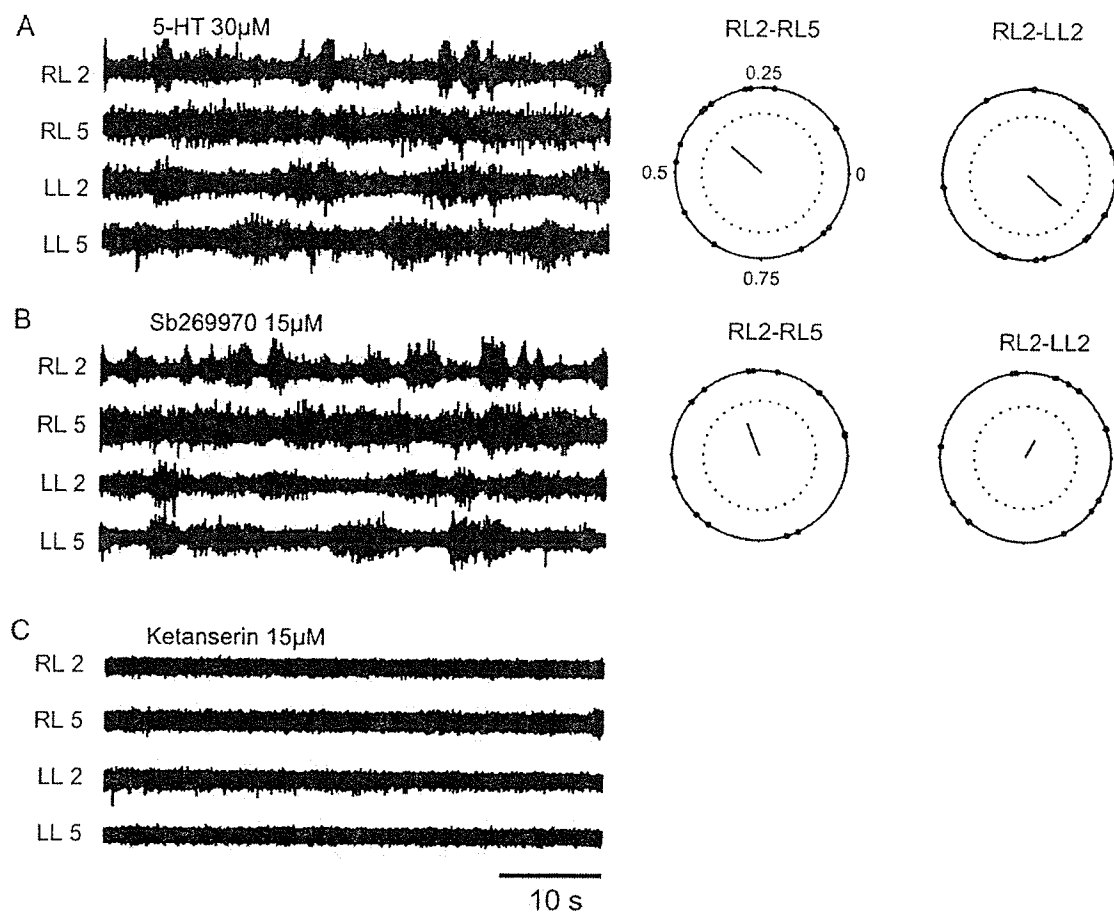 A
5-HT 30µM
RL 2
RL 5
LL 2
LL 5
RL2-RL5
0.25
0.5
0
0.75
RL2-LL2
B
Sb269970 15µM
RL 2
RL 5
LL 2
LL 5
RL2-RL5
RL2-LL2
C
Ketanserin 15µM
RL 2
RL 5
LL 2
LL 5
10 s